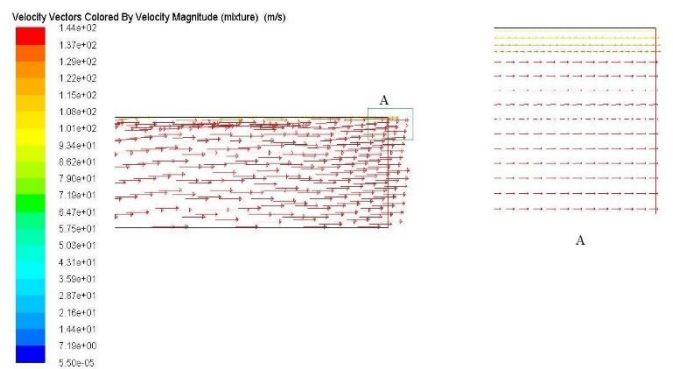 Velocity Vectors Colored By Velocity Magnitude (mixture) (m/s)
1.44e+02
1.37e+02
1.29e+02
1.22e+02
1.15e+02
1.08e+02
1.01e+02
9.34e+01
8.62e+01
7.90e+01
7.19e+01
6.47e+01
5.75e+01
5.03e+01
4.31e+01
3.59e+01
2.87e+01
2.16e+01
1.44e+01
7.19e+00
5.50e-05
A
A